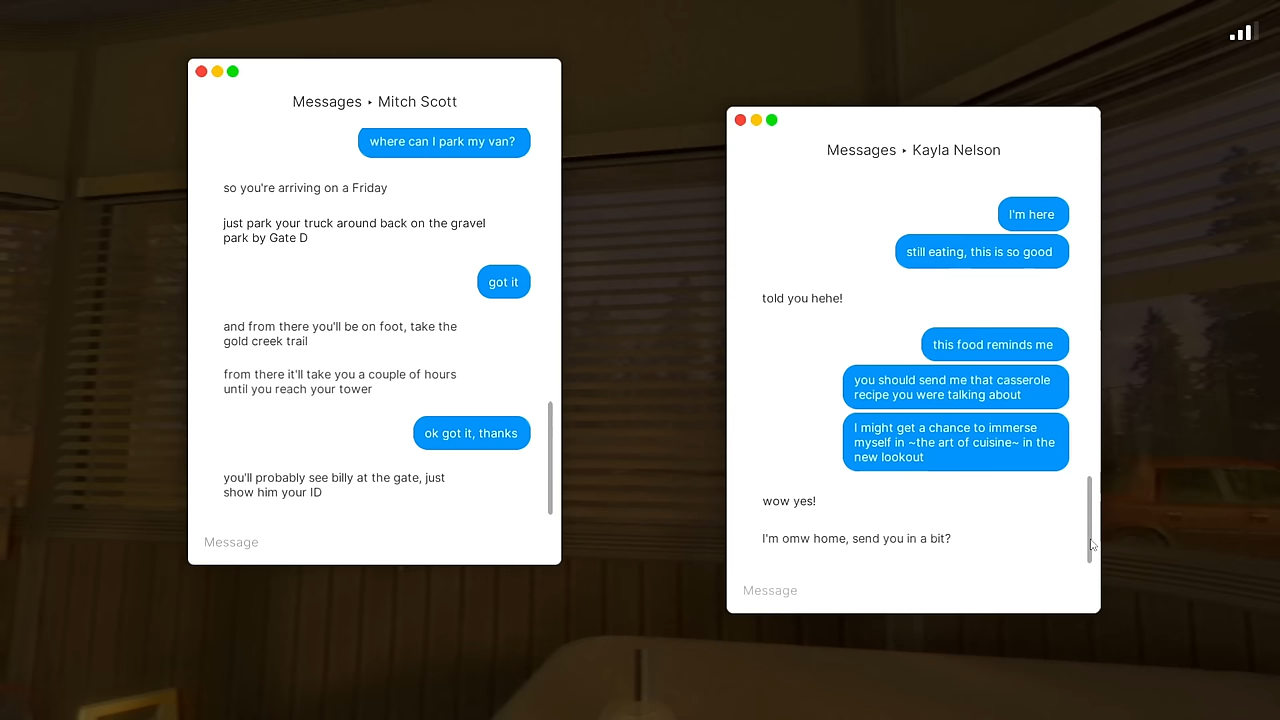 Messages ‣ Mitch Scott
where can I park my van?
so you're arriving on a Friday
just park your truck around back on the gravel
park by Gate D
got it
and from there you'll be on foot, take the
gold creek trail
from there it'll take you a couple of hours
until you reach your tower
ok got it, thanks
you'll probably see billy at the gate, just
show him your ID
Message
Messages ‣ Kayla Nelson
I'm here
still eating, this is so good
told you hehe!
this food reminds me
you should send me that casserole
recipe you were talking about
I might get a chance to immerse
myself in ~the art of cuisine~ in the
new lookout
wow yes!
I'm omw home, send you in a bit?
Message